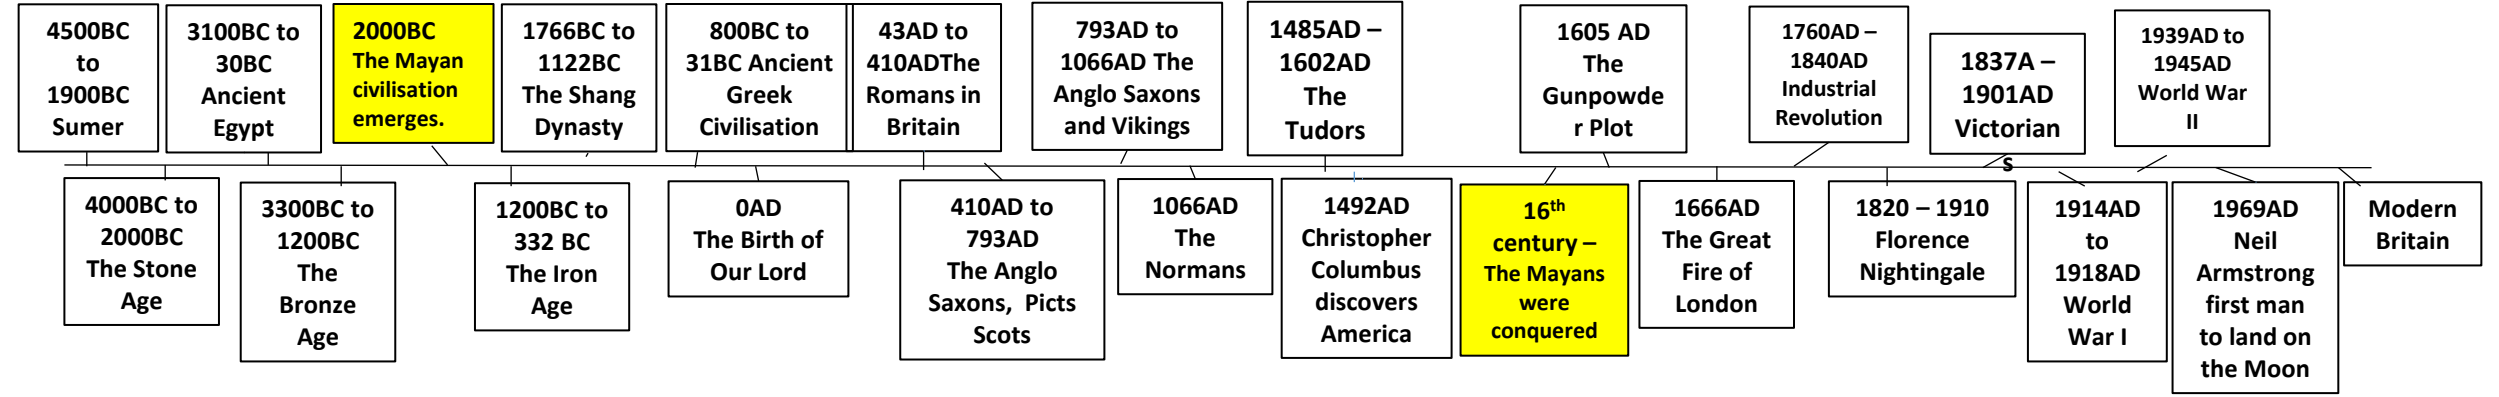 4500BC
to
1900BC
Sumer
3100BC to
30BC
Ancient
Egypt
2000BC
The Mayan
civilisation
emerges.
1766BC to
1122BC
The Shang
Dynasty
800BC to
31BC Ancient
Greek
Civilisation
43AD to
410ADThe
Romans in
Britain
793AD to
1066AD The
Anglo Saxons
and Vikings
1485AD –
1602AD
The
Tudors
1605 AD
The
Gunpowde
r Plot
1760AD –
1840AD
Industrial
Revolution
1837A –
1901AD
Victorian
s
1939AD to
1945AD
World War
II
4000BC to
2000BC
The Stone
Age
3300BC to
1200BC
The
Bronze
Age
1200BC to
332 BC
The Iron
Age
0AD
The Birth of
Our Lord
410AD to
793AD
The Anglo
Saxons, Picts
Scots
1066AD
The
Normans
1492AD
Christopher
Columbus
discovers
America
16th
century –
The Mayans
were
conquered
1666AD
The Great
Fire of
London
1820 – 1910
Florence
Nightingale
1914AD
to
1918AD
World
War I
1969AD
Neil
Armstrong
first man
to land on
the Moon
Modern
Britain